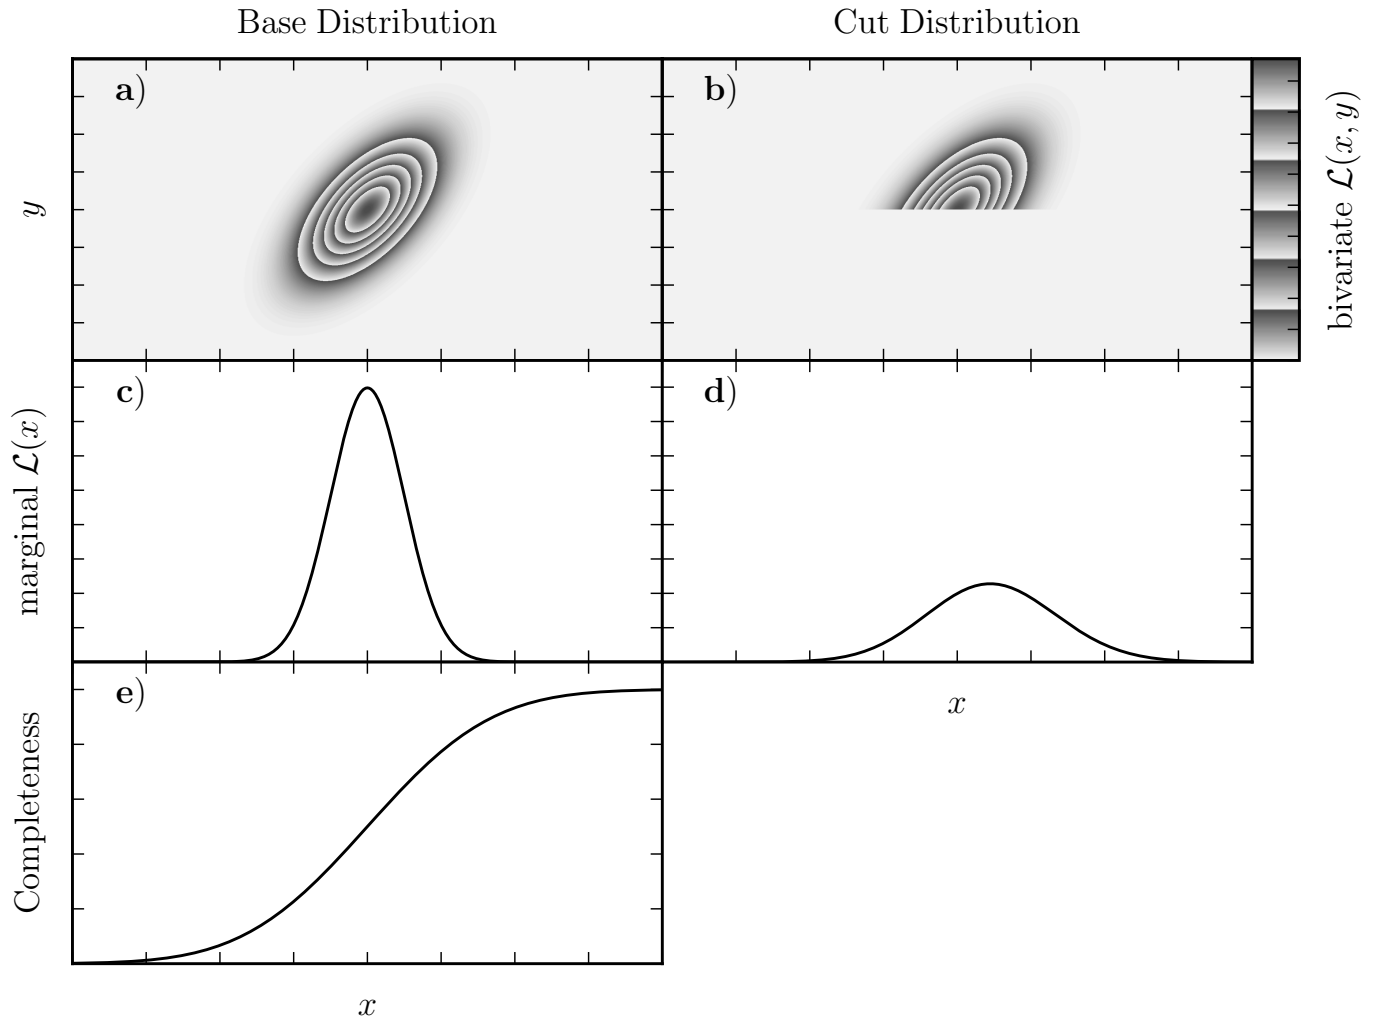 Base Distribution
Cut Distribution
a)
b)
y
bivariate ℒ(x, y)
c)
d)
marginal ℒ(x)
e)
x
Completeness
x